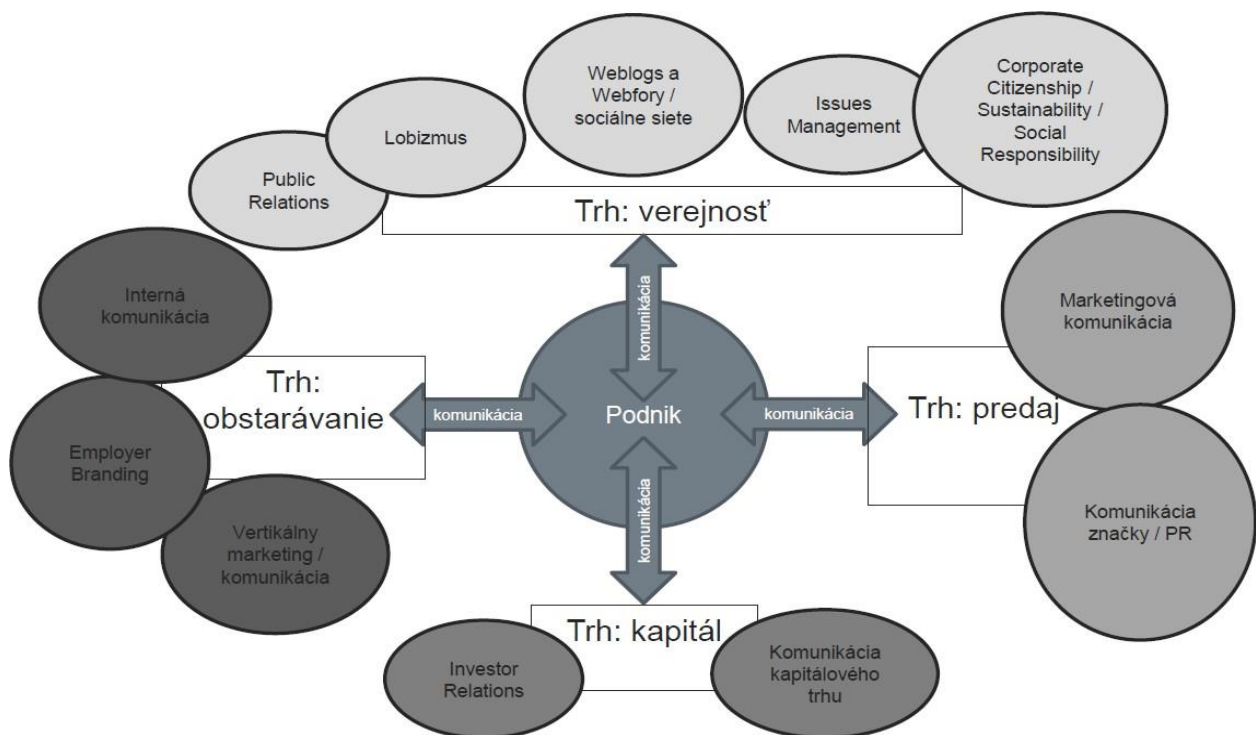 Weblogs a
Webfory /
sociálne siete
Issues
Management
Corporate
Citizenship /
Sustainability /
Social
Responsibility
Lobizmus
Public
Relations
Trh: verejnosť
Interná
komunikácia
Marketingová
komunikácia
komunikácia
Trh:
obstarávanie
komunikácia
Podnik
komunikácia
Trh: predaj
Employer
Branding
komunikácia
Vertikálny
marketing /
komunikácia
Komunikácia
značky / PR
Trh: kapitál
Investor
Relations
Komunikácia
kapitálového
trhu